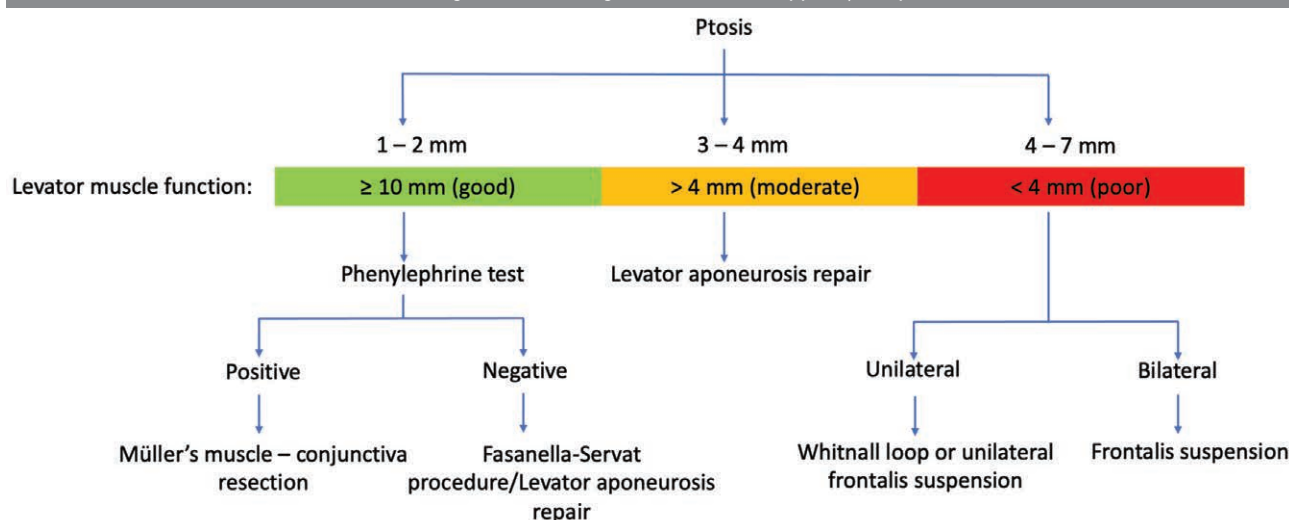 Ptosis
1 – 2 mm
3 – 4 mm
4 – 7 mm
Levator muscle function:
≥ 10 mm (good)
> 4 mm (moderate)
< 4 mm (poor)
Phenylephrine test
Levator aponeurosis repair
Positive
Negative
Unilateral
Bilateral
Müller's muscle – conjunctiva
resection
Fasanella-Servat
procedure/Levator aponeurosis
repair
Whitnall loop or unilateral
frontalis suspension
Frontalis suspension